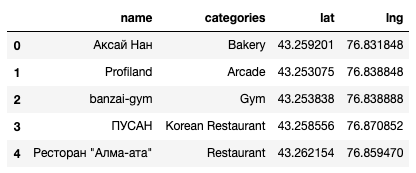 name categories lat lng
0 Аксай Нан Bakery 43.259201 76.831848
1 Profiland Arcade 43.253075 76.838848
2 banzai-gym Gym 43.253838 76.838888
3 ПУСАН Korean Restaurant 43.258556 76.870852
4 Ресторан "Алма-ата" Restaurant 43.262154 76.859470